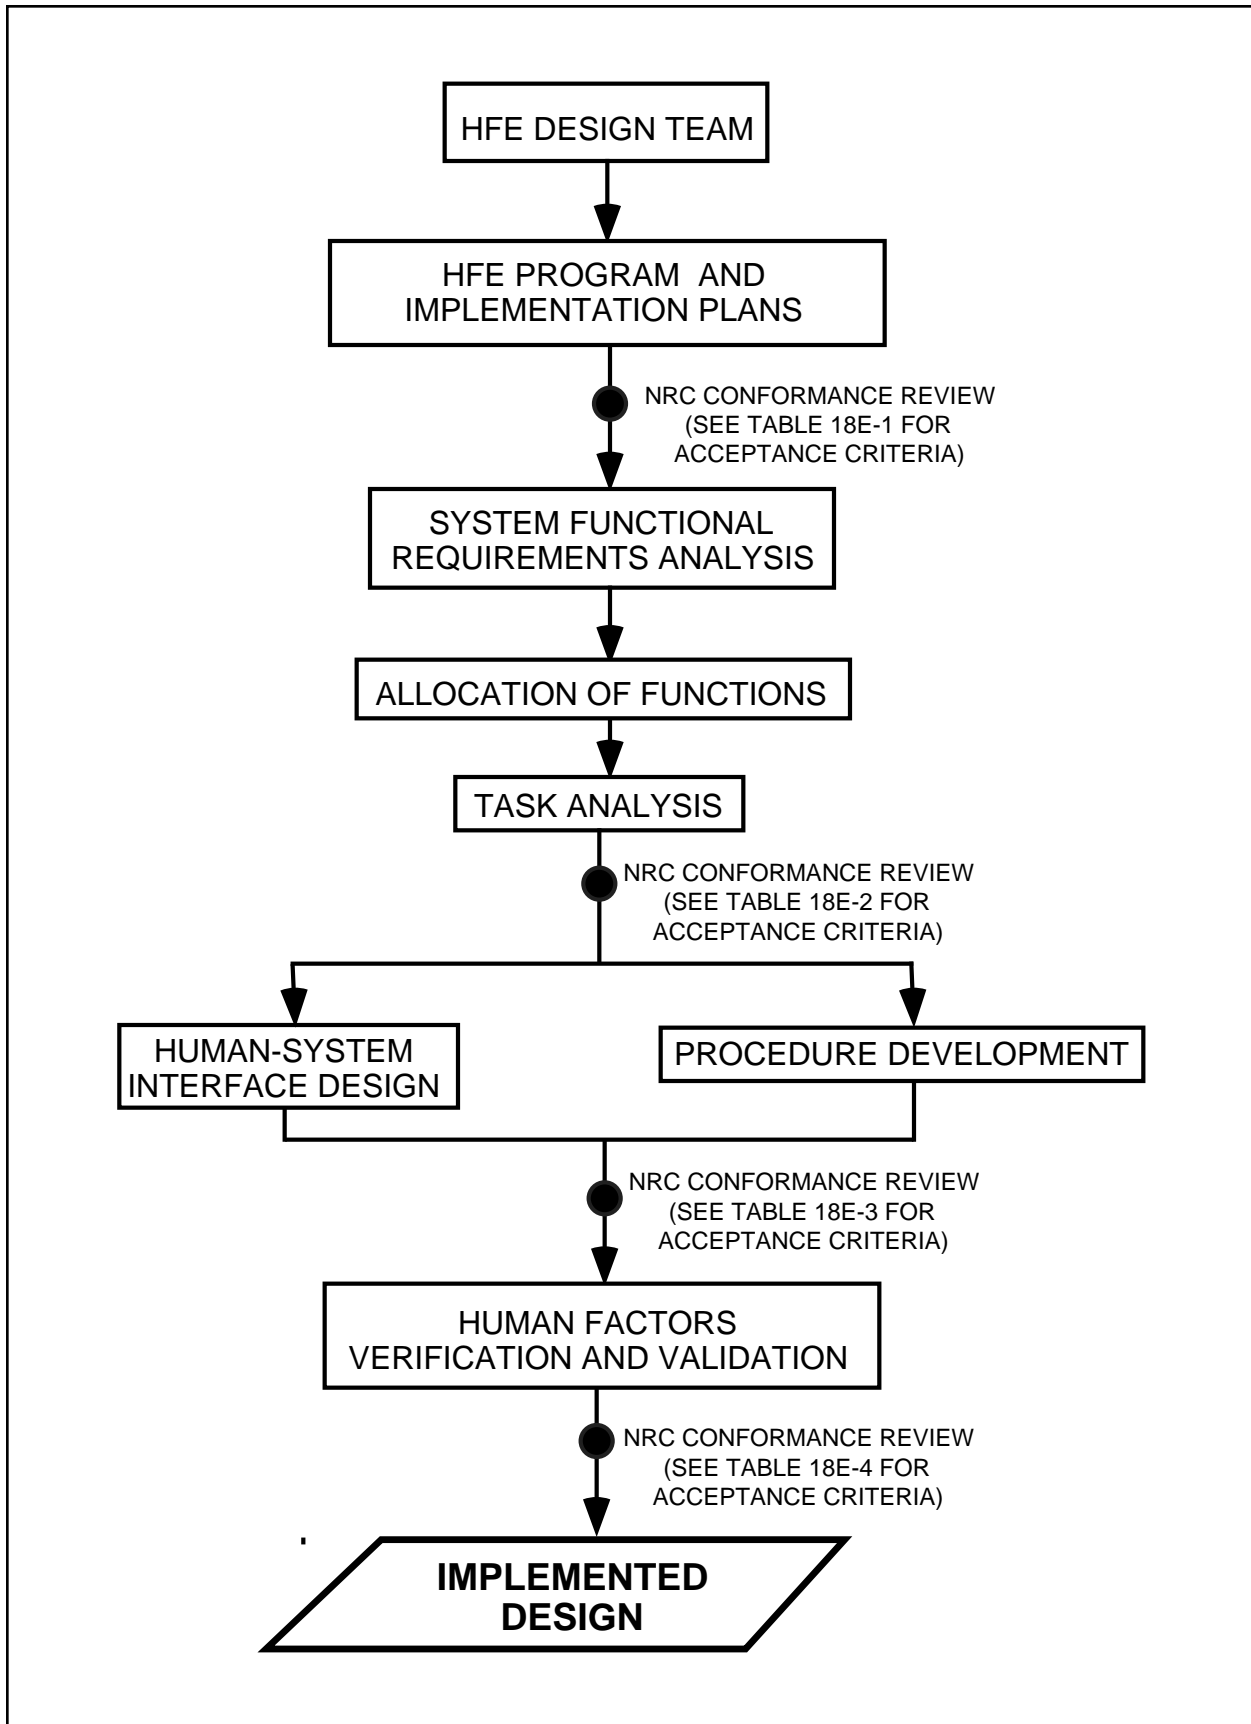 HFE DESIGN TEAM
HFE PROGRAM AND
IMPLEMENTATION PLANS
NRC CONFORMANCE REVIEW
(SEE TABLE 18E-1 FOR
ACCEPTANCE CRITERIA)
SYSTEM FUNCTIONAL
REQUIREMENTS ANALYSIS
ALLOCATION OF FUNCTIONS
TASK ANALYSIS
NRC CONFORMANCE REVIEW
(SEE TABLE 18E-2 FOR
ACCEPTANCE CRITERIA)
HUMAN-SYSTEM
INTERFACE DESIGN
PROCEDURE DEVELOPMENT
NRC CONFORMANCE REVIEW
(SEE TABLE 18E-3 FOR
ACCEPTANCE CRITERIA)
HUMAN FACTORS
VERIFICATION AND VALIDATION
NRC CONFORMANCE REVIEW
(SEE TABLE 18E-4 FOR
ACCEPTANCE CRITERIA)
IMPLEMENTED
DESIGN